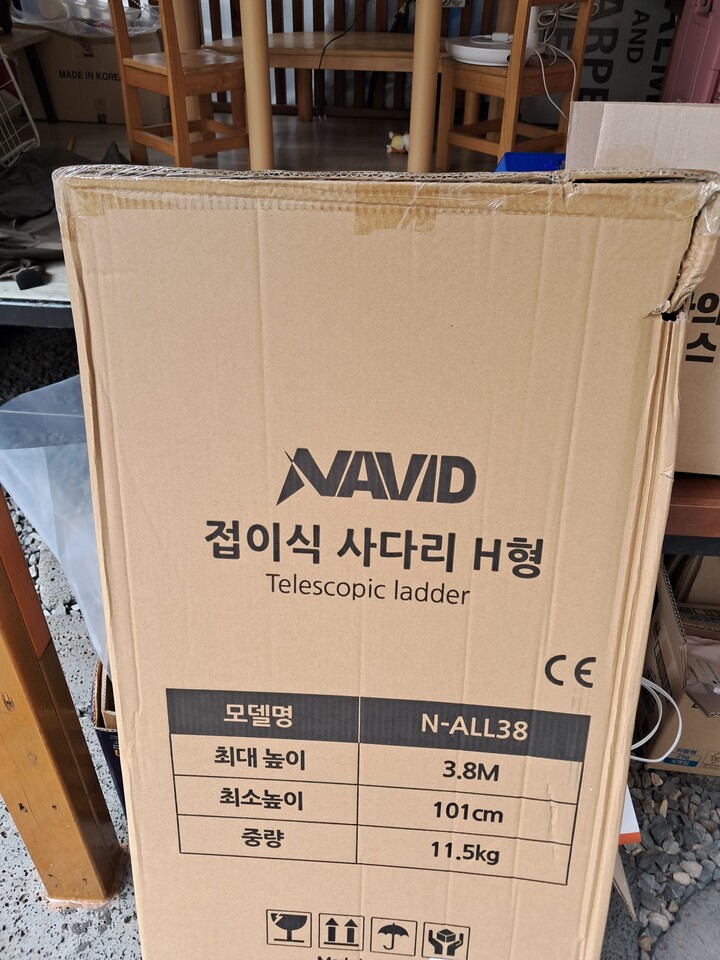 MADE IN KOREA
AND
NAVID
접이식 사다리 H형
Telescopic ladder
CE
모델명 N-ALL38
최대 높이 3.8M
최소높이 101cm
중량 11.5kg